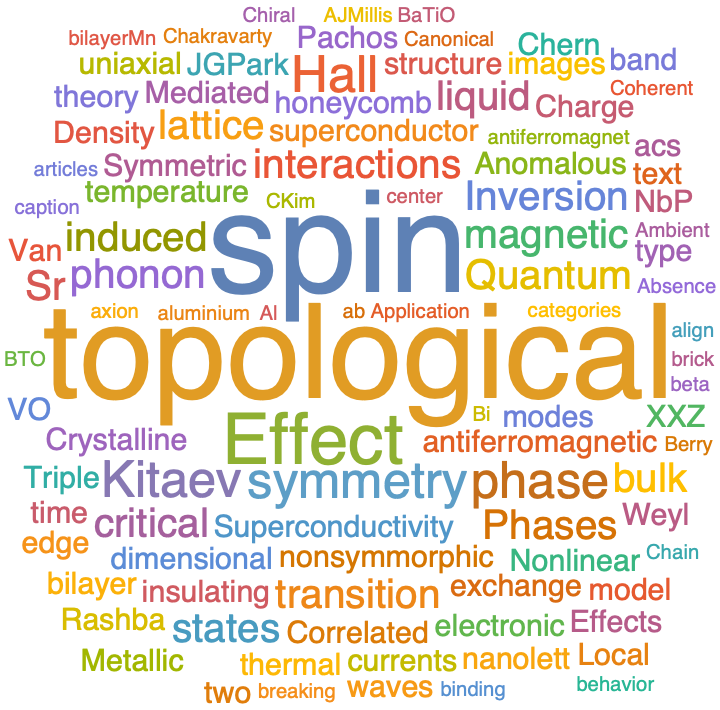 Chiral AJMillis BaTiO
bilayerMn Chakravarty Pachos Canonical Chern
uniaxial JGPark Hall structure images band
theory Mediated honeycomb liquid Charge Coherent
Density lattice superconductor antiferromagnet acs
articles Symmetric interactions Anomalous text
caption temperature CKim spin center Inversion NbP
Van induced magnetic type Ambient
Sr phonon Quantum Absence
axion aluminium Al ab Application categories
BTO topological align
brick
VO Effect Bi modes XXZ beta
Crystalline antiferromagnetic Berry
Triple Kitaev symmetry phase bulk
time critical Superconductivity Phases Weyl
edge dimensional nonsymmorphic Nonlinear Chain
bilayer insulating transition exchange model
Rashba states Correlated electronic Effects
Metallic thermal currents nanolett Local
two breaking waves binding behavior